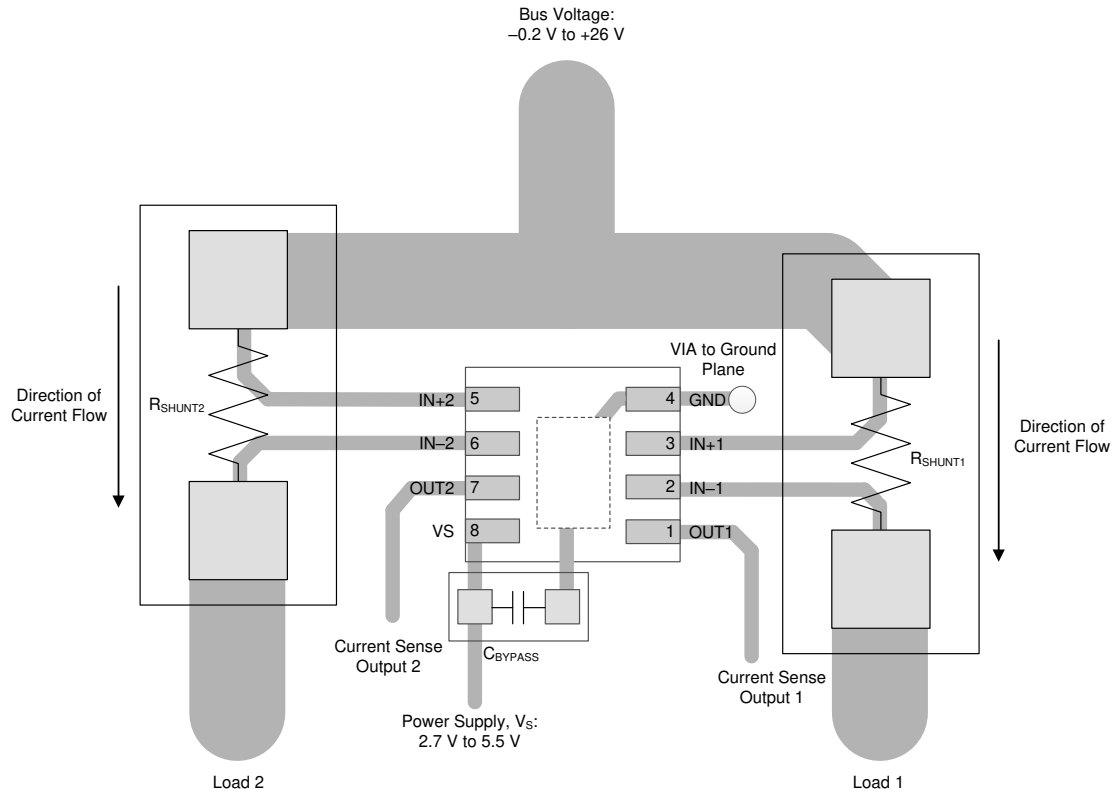 Bus Voltage:
–0.2 V to +26 V
VIA to Ground
Plane
Direction of
Current Flow
RSHUNT2
IN+2
5
4
GND
IN–2
6
3
IN+1
OUT2
7
2
IN–1
VS
8
1
OUT1
RSHUNT1
Direction of
Current Flow
Current Sense
Output 2
CBYPASS
Current Sense
Output 1
Power Supply, VS:
2.7 V to 5.5 V
Load 2
Load 1